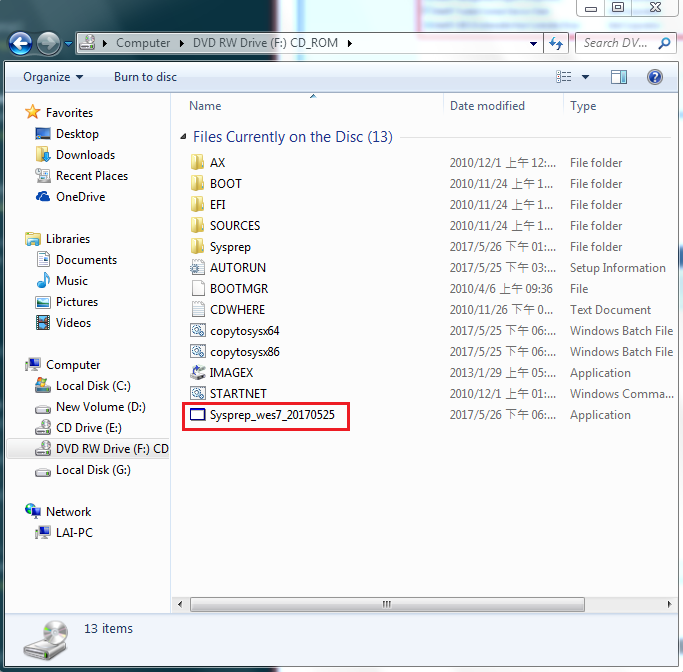 Computer ▸ DVD RW Drive (F:) CD_ROM ▸ Search DV...
Organize Burn to disc
Favorites
Desktop
Downloads
Recent Places
OneDrive
Libraries
Documents
Music
Pictures
Videos
Computer
Local Disk (C:)
New Volume (D:)
CD Drive (E:)
DVD RW Drive (F:) CD
Local Disk (G:)
Network
LAI-PC
Name Date modified Type
Files Currently on the Disc (13)
AX 2010/12/1 上午 12:... File folder
BOOT 2010/11/24 上午 1... File folder
EFI 2010/11/24 上午 1... File folder
SOURCES 2010/11/24 上午 1... File folder
Sysprep 2017/5/26 下午 01:... File folder
AUTORUN 2017/5/25 下午 03:... Setup Information
BOOTMGR 2010/4/6 上午 09:36 File
CDWHERE 2010/11/26 下午 0... Text Document
copytosysx64 2017/5/25 下午 06:... Windows Batch File
copytosysx86 2017/5/25 下午 06:... Windows Batch File
IMAGEX 2013/1/29 上午 05:... Application
STARTNET 2010/12/1 上午 01:... Windows Comma...
Sysprep_wes7_20170525 2017/5/26 下午 06:... Application
13 items